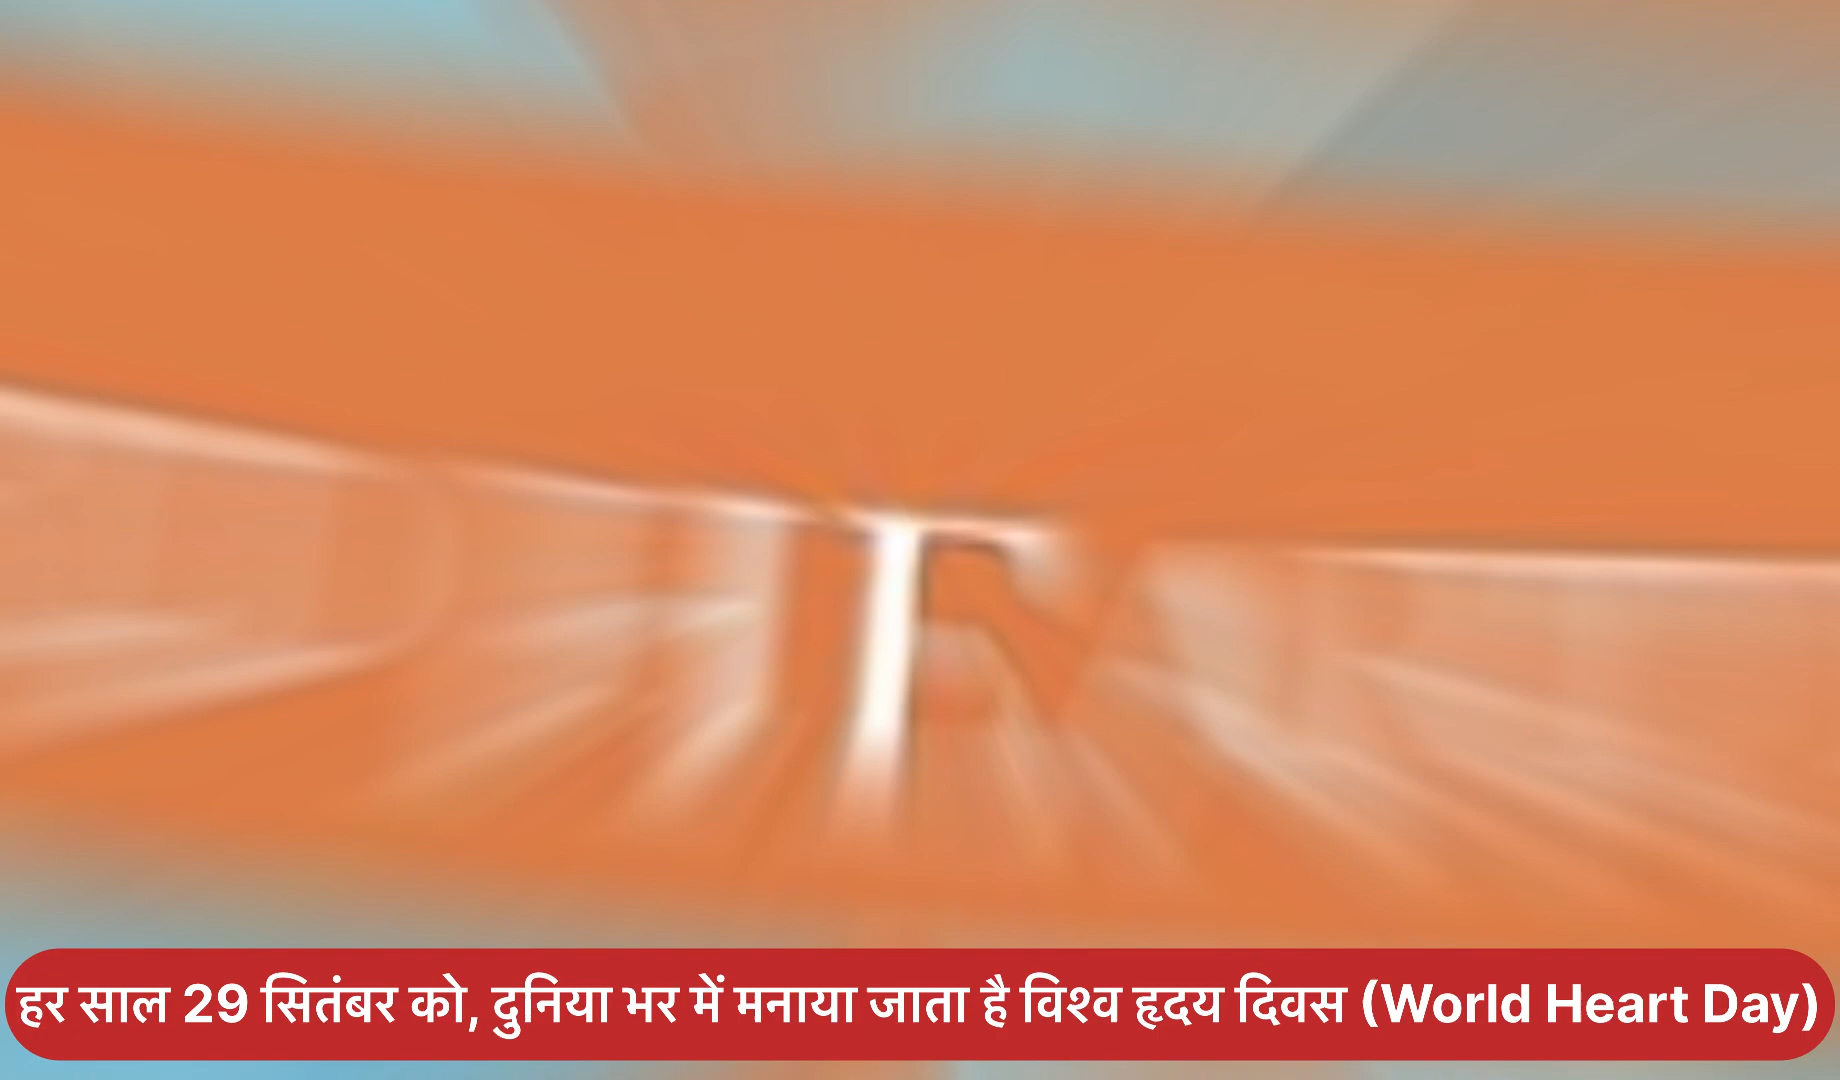 हर साल 29 सितंबर को, दुनिया भर में मनाया जाता है विश्व हृदय दिवस (World Heart Day)